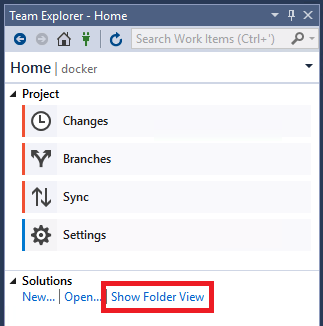 Team Explorer - Home
Search Work Items (Ctrl+')
Home | docker
Project
Changes
Branches
Sync
Settings
Solutions
New... | Open... | Show Folder View